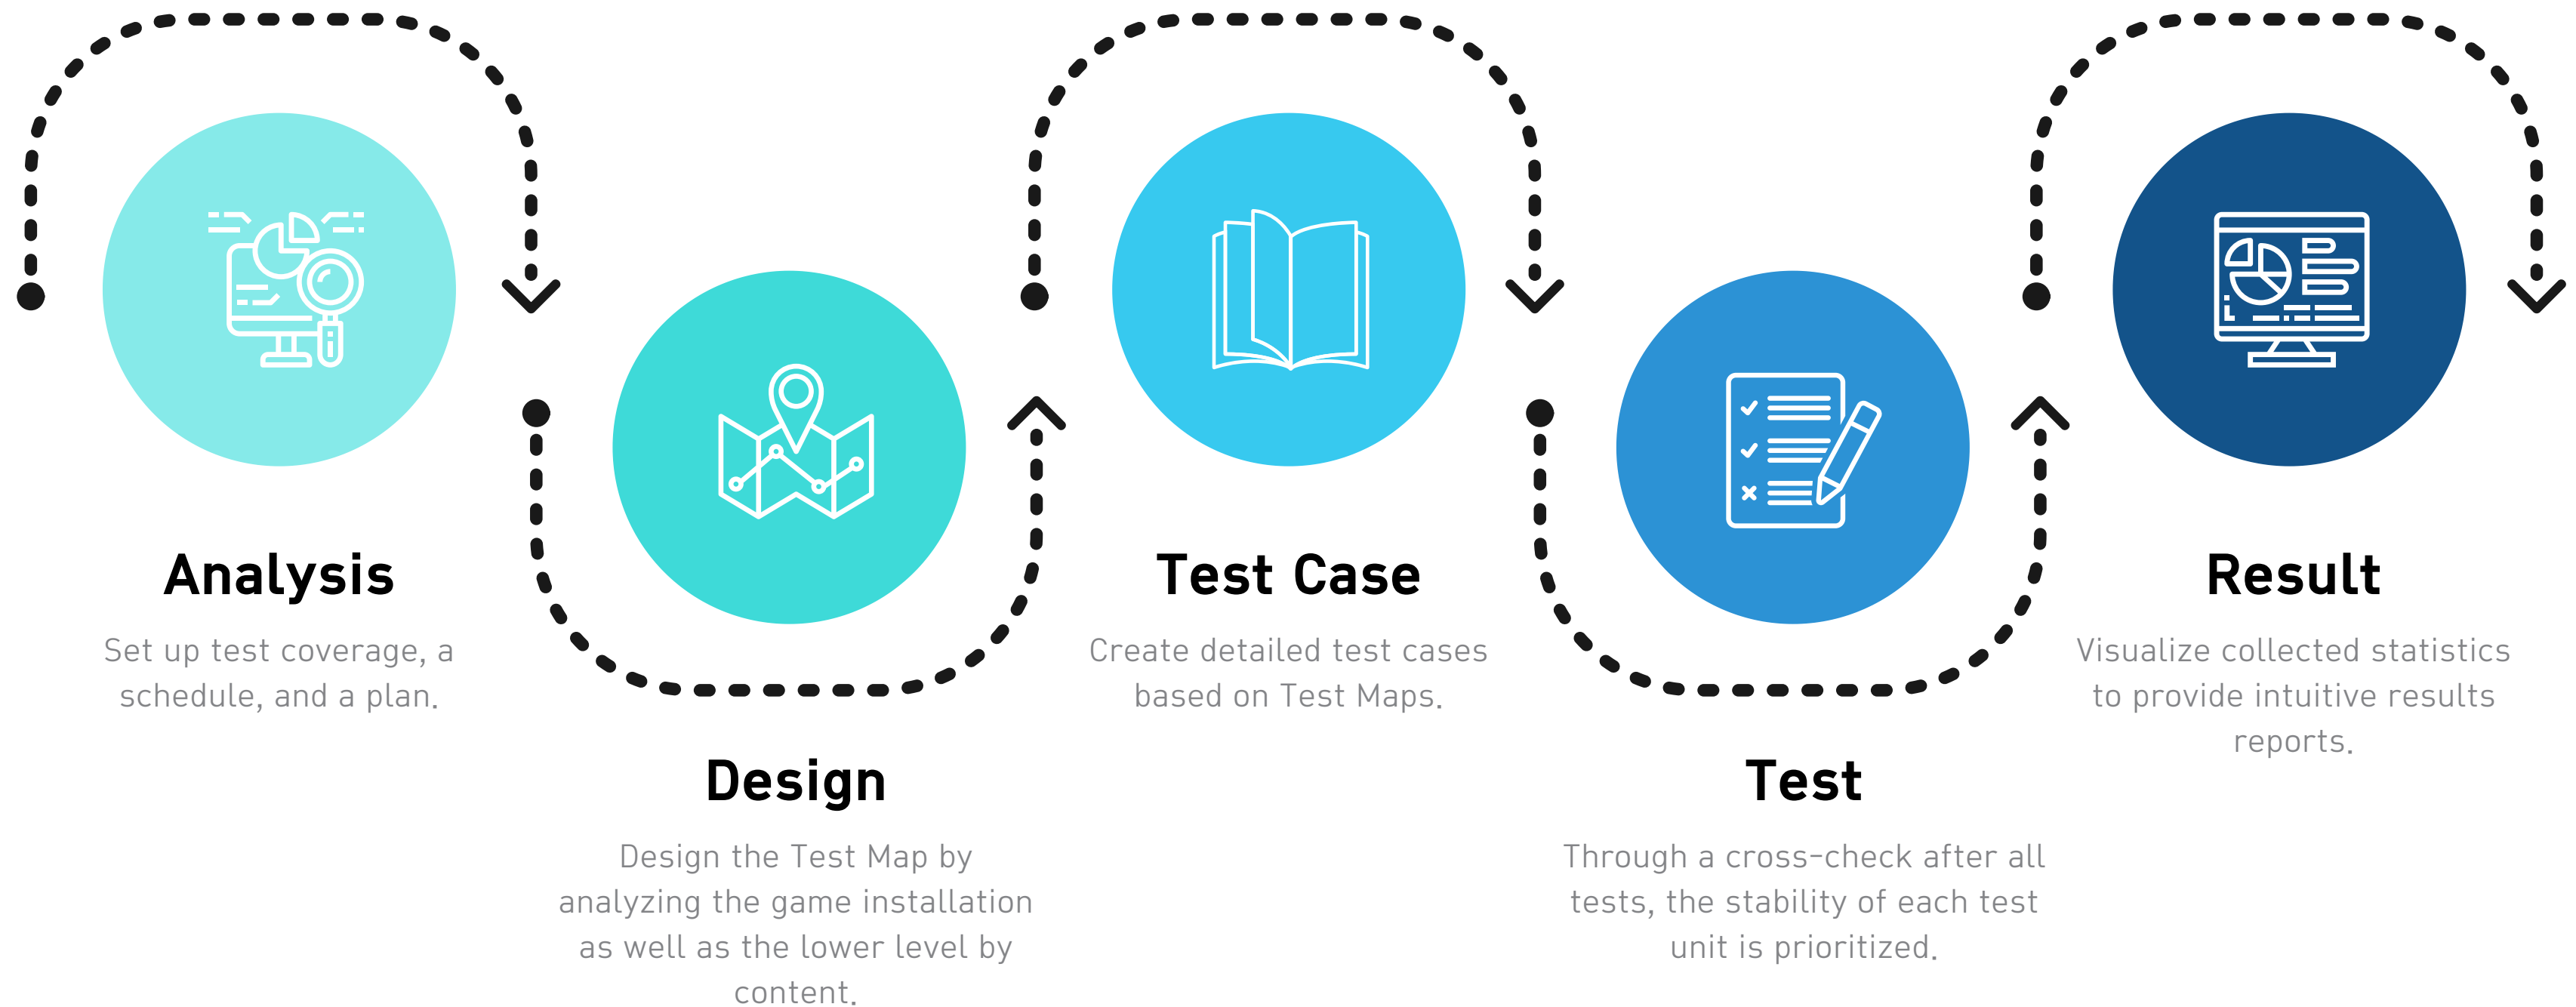 Analysis
Set up test coverage, a
schedule, and a plan.
Design
Design the Test Map by
analyzing the game installation
as well as the lower level by
content.
Test Case
Create detailed test cases
based on Test Maps.
Test
Through a cross-check after all
tests, the stability of each test
unit is prioritized.
Result
Visualize collected statistics
to provide intuitive results
reports.